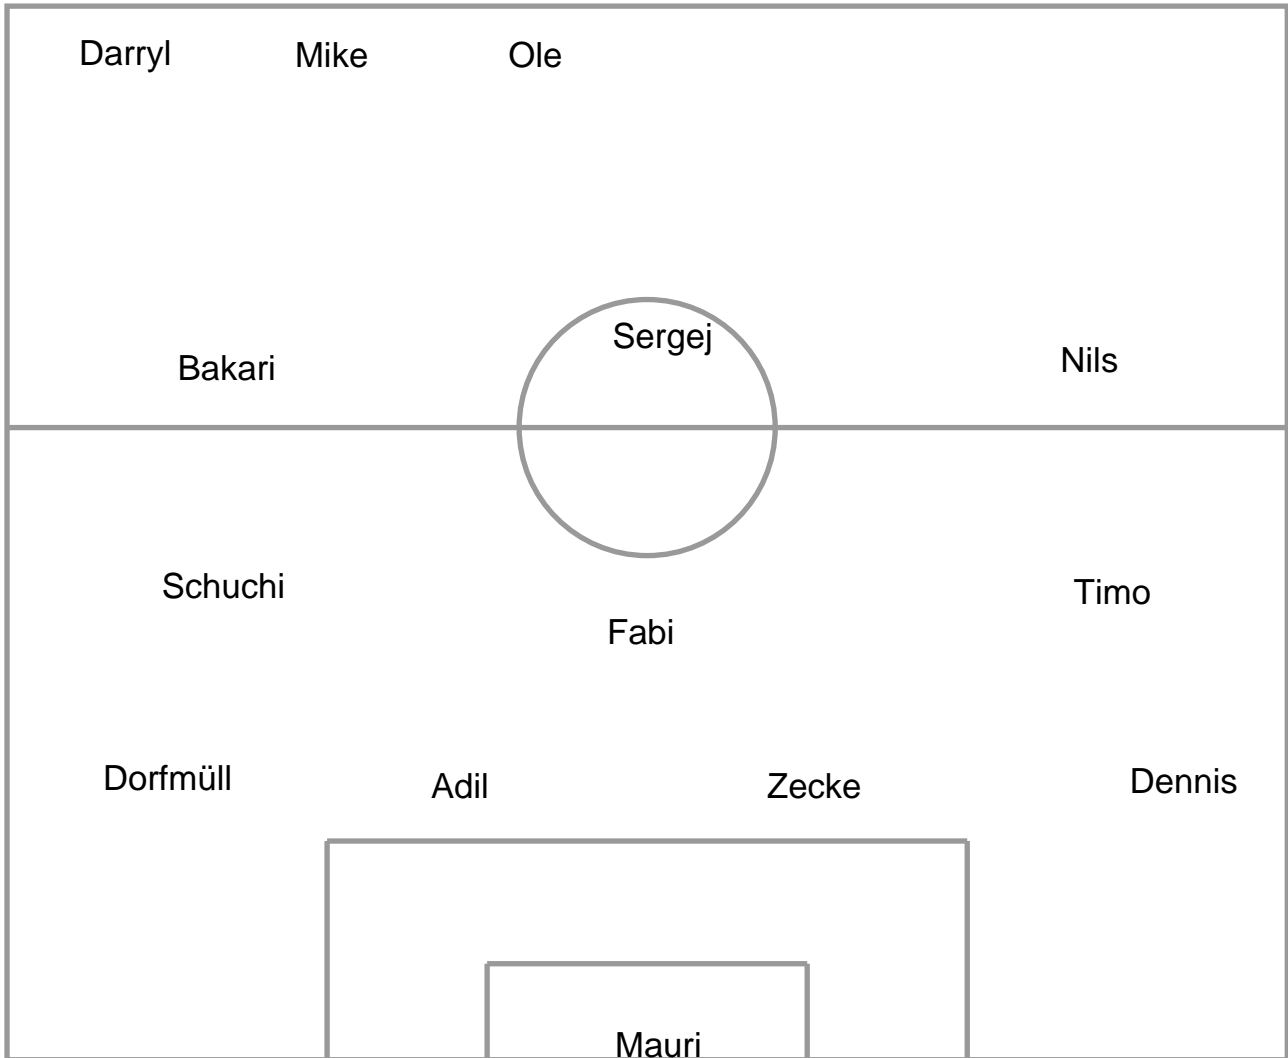 Darryl Mike Ole
Sergej
Bakari Nils
Schuchi Timo
Fabi
Dorfmüll Adil Zecke Dennis
Mauri